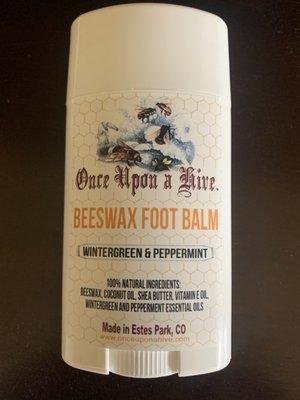 Once Upon a Hive.
BEESWAX FOOT BALM
WINTERGREEN & PEPPERMINT
100% NATURAL INGREDIENTS:
BEESWAX, COCONUT OIL, SHEA BUTTER, VITAMIN E OIL,
WINTERGREEN AND PEPPERMENT ESSENTIAL OILS
Made in Estes Park, CO
www.onceuponahive.com